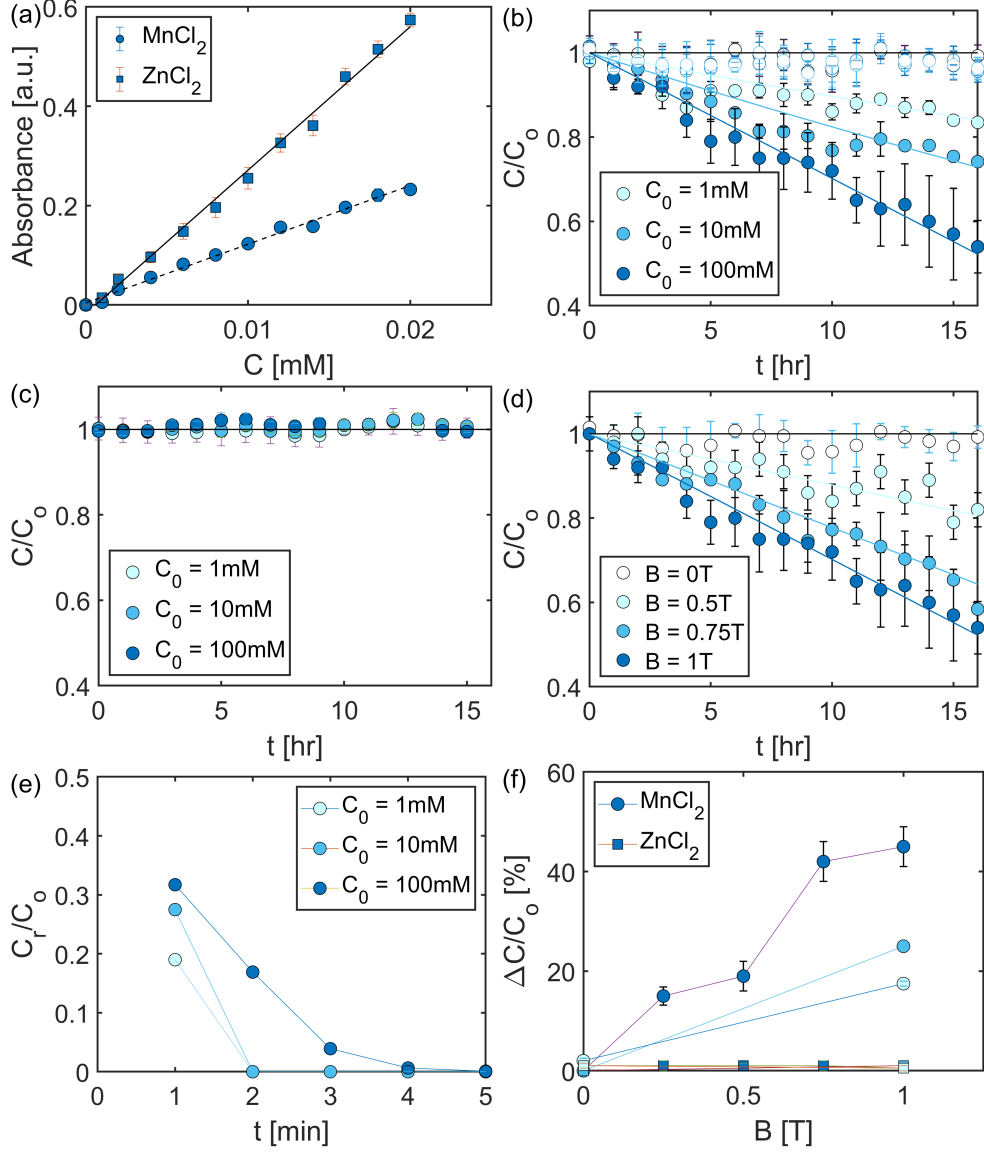 (a)
MnCl2
ZnCl2
0.6
0.4
0.2
0
Absorbance [a.u.]
0
0.01
0.02
C [mM]
(b)
1
0.8
0.6
0.4
C/Co
C0 = 1mM
C0 = 10mM
C0 = 100mM
0
5
10
15
t [hr]
(c)
1
0.8
0.6
0.4
C/Co
C0 = 1mM
C0 = 10mM
C0 = 100mM
0
5
10
15
t [hr]
(d)
1
0.8
0.6
0.4
C/Co
B = 0T
B = 0.5T
B = 0.75T
B = 1T
0
5
10
15
t [hr]
(e)
0.5
0.4
0.3
0.2
0.1
0
Cr/Co
C0 = 1mM
C0 = 10mM
C0 = 100mM
0
1
2
3
4
5
t [min]
(f)
60
40
20
0
ΔC/Co [%]
MnCl2
ZnCl2
0
0.5
1
B [T]